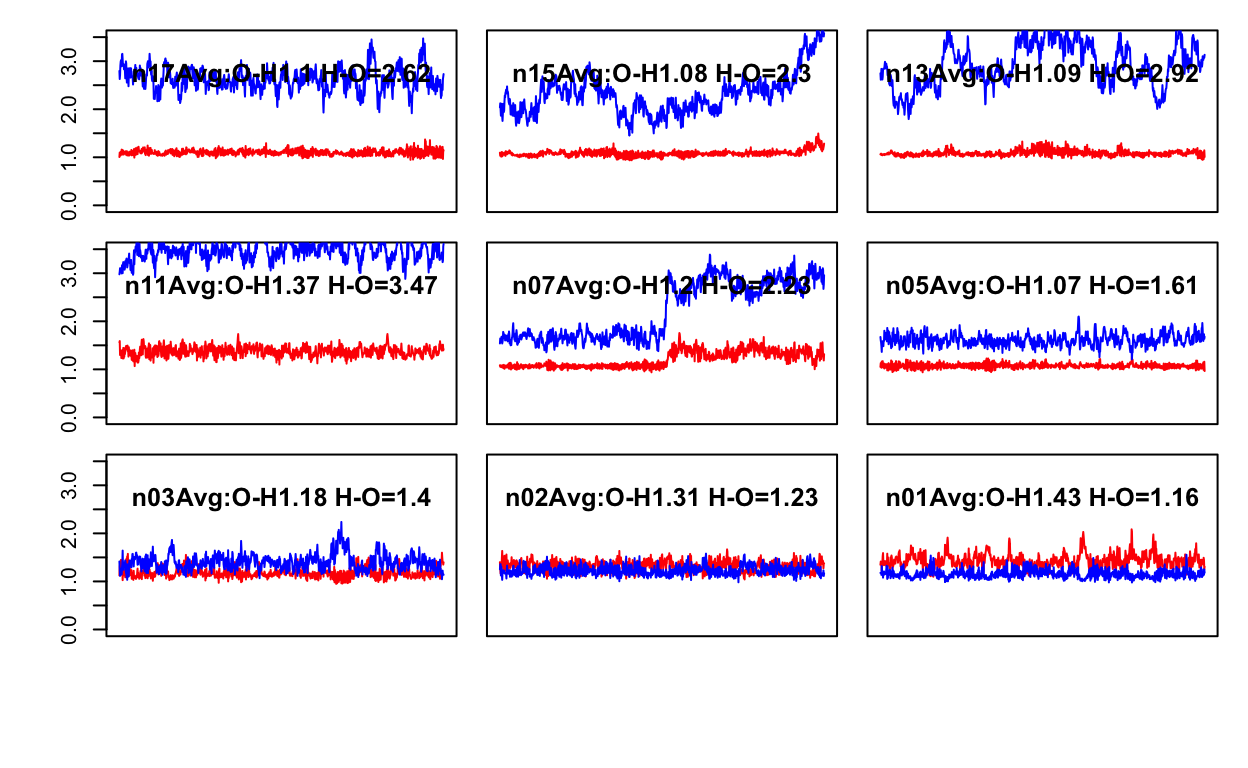 3.0
2.0
1.0
0.0
n17Avg:O-H1.1 H-O=2.62
n15Avg:O-H1.08 H-O=2.3
n13Avg:O-H1.09 H-O=2.92
3.0
2.0
1.0
0.0
n11Avg:O-H1.37 H-O=3.47
n07Avg:O-H1.2 H-O=2.23
n05Avg:O-H1.07 H-O=1.61
3.0
2.0
1.0
0.0
n03Avg:O-H1.18 H-O=1.4
n02Avg:O-H1.31 H-O=1.23
n01Avg:O-H1.43 H-O=1.16